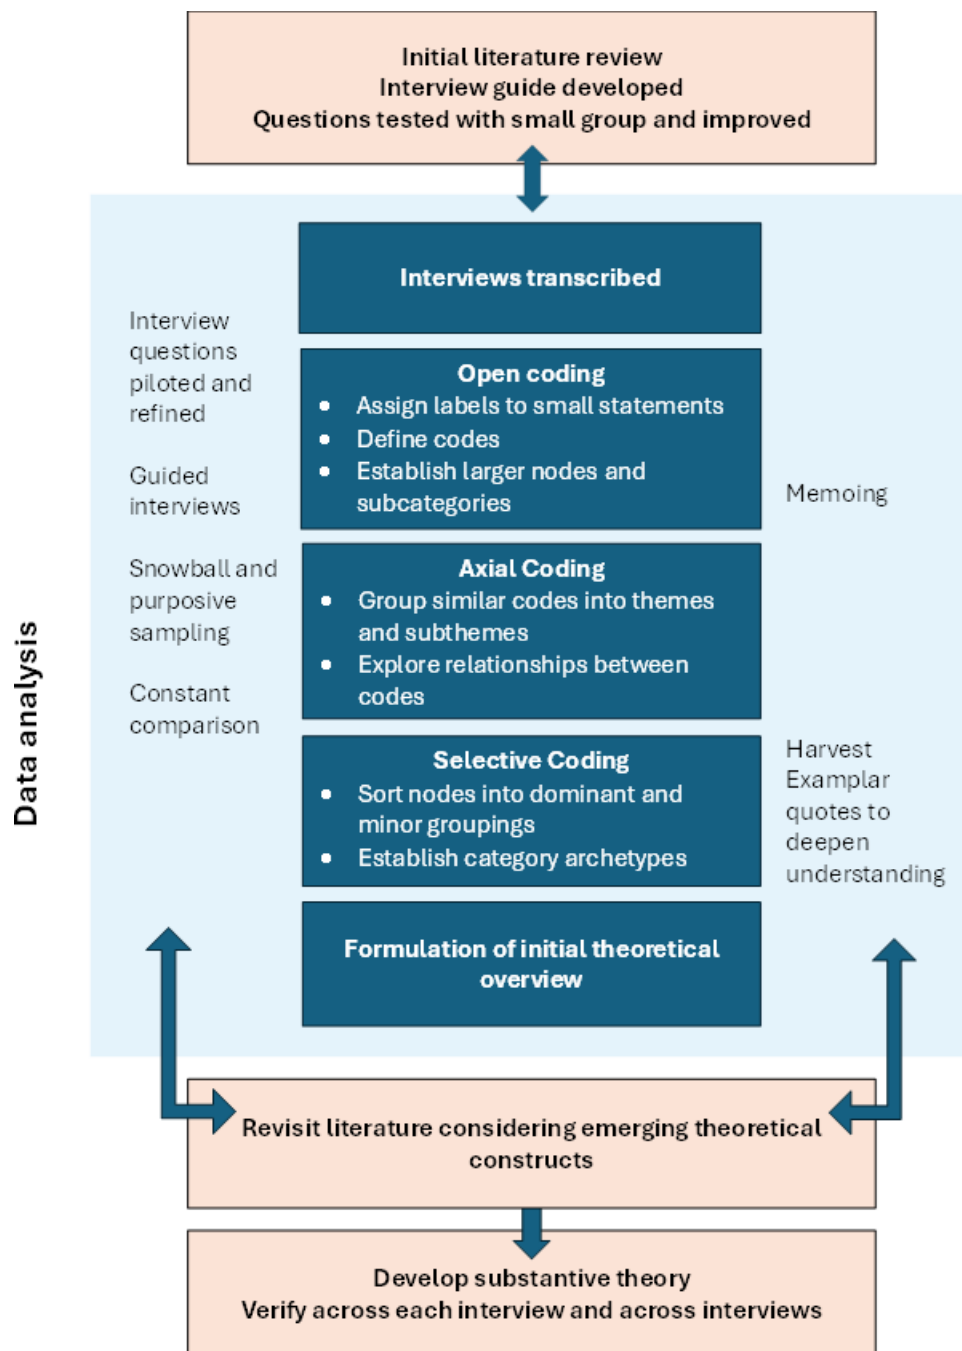 Initial literature review
Interview guide developed
Questions tested with small group and improved
Data analysis
Interview
questions
piloted and
refined
Guided
interviews
Snowball and
purposive
sampling
Constant
comparison
Interviews transcribed
Open coding
• Assign labels to small statements
• Define codes
• Establish larger nodes and
subcategories
Axial Coding
• Group similar codes into themes
and subthemes
• Explore relationships between
codes
Selective Coding
• Sort nodes into dominant and
minor groupings
• Establish category archetypes
Formulation of initial theoretical
overview
Memoing
Harvest
Examplar
quotes to
deepen
understanding
Revisit literature considering emerging theoretical
constructs
Develop substantive theory
Verify across each interview and across interviews